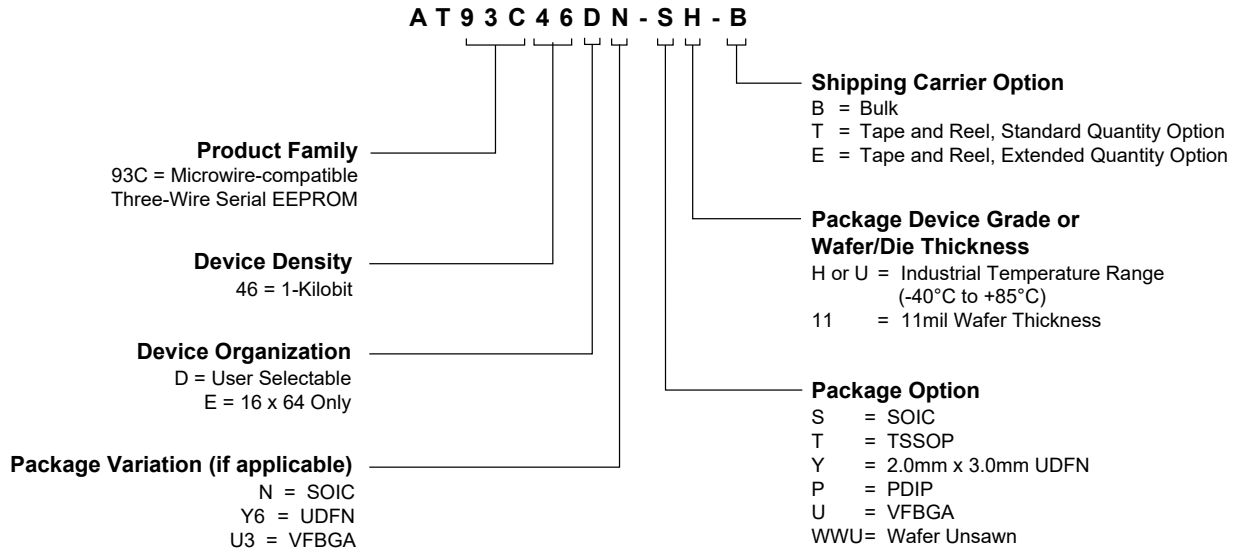 AT93C46DN-SH-B
Product Family
93C = Microwire-compatible
Three-Wire Serial EEPROM
Device Density
46 = 1-Kilobit
Device Organization
D = User Selectable
E = 16 x 64 Only
Package Variation (if applicable)
N = SOIC
Y6 = UDFN
U3 = VFBGA
Shipping Carrier Option
B = Bulk
T = Tape and Reel, Standard Quantity Option
E = Tape and Reel, Extended Quantity Option
Package Device Grade or
Wafer/Die Thickness
H or U = Industrial Temperature Range
(-40°C to +85°C)
11 = 11mil Wafer Thickness
Package Option
S = SOIC
T = TSSOP
Y = 2.0mm x 3.0mm UDFN
P = PDIP
U = VFBGA
WWU= Wafer Unsawn